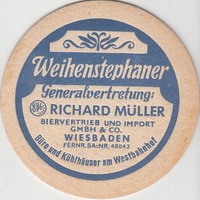 Weihenstephaner
Generalvertretung:
RICHARD MÜLLER
BIERVERTRIEB UND IMPORT
GMBH & CO.
WIESBADEN
FERNR.:SA:NR. 48043
Büro und Kühlhäuser am Westbahnhof